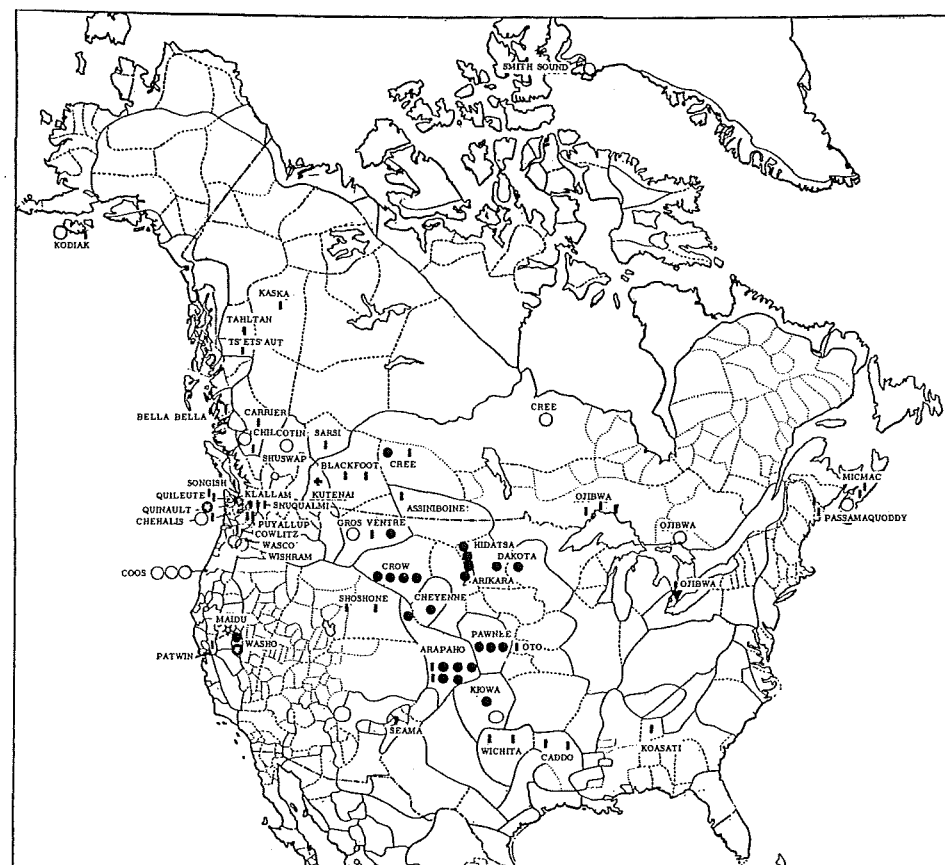 SMITH SOUND
KODIAK
KASKA
TAHLTAN
TS'ETS'AUT
BELLA BELLA
CARRIER
CHILCOTIN
SARSI
SHUSWAP
CREE
CREE
BLACKFOOT
KUTENAI
SONGISH
QUILEUTE
KLALLAM
SNUQUALMI
QUINAULT
CHEHALIS
PUYALLUP
COWLITZ
WASCO
WISHRAM
ASSINIBOINE
GROS VENTRE
OJIBWA
OJIBWA
MICMAC
PASSAMAQUODDY
HIDATSA
DAKOTA
COOS
CROW
ARIKARA
OJIBWA
SHOSHONE
CHEYENNE
MAIDU
WASHO
PATWIN
PAWNEE
OTO
ARAPAHO
KIOWA
SEAMA
WICHITA
CADDO
KOASATI